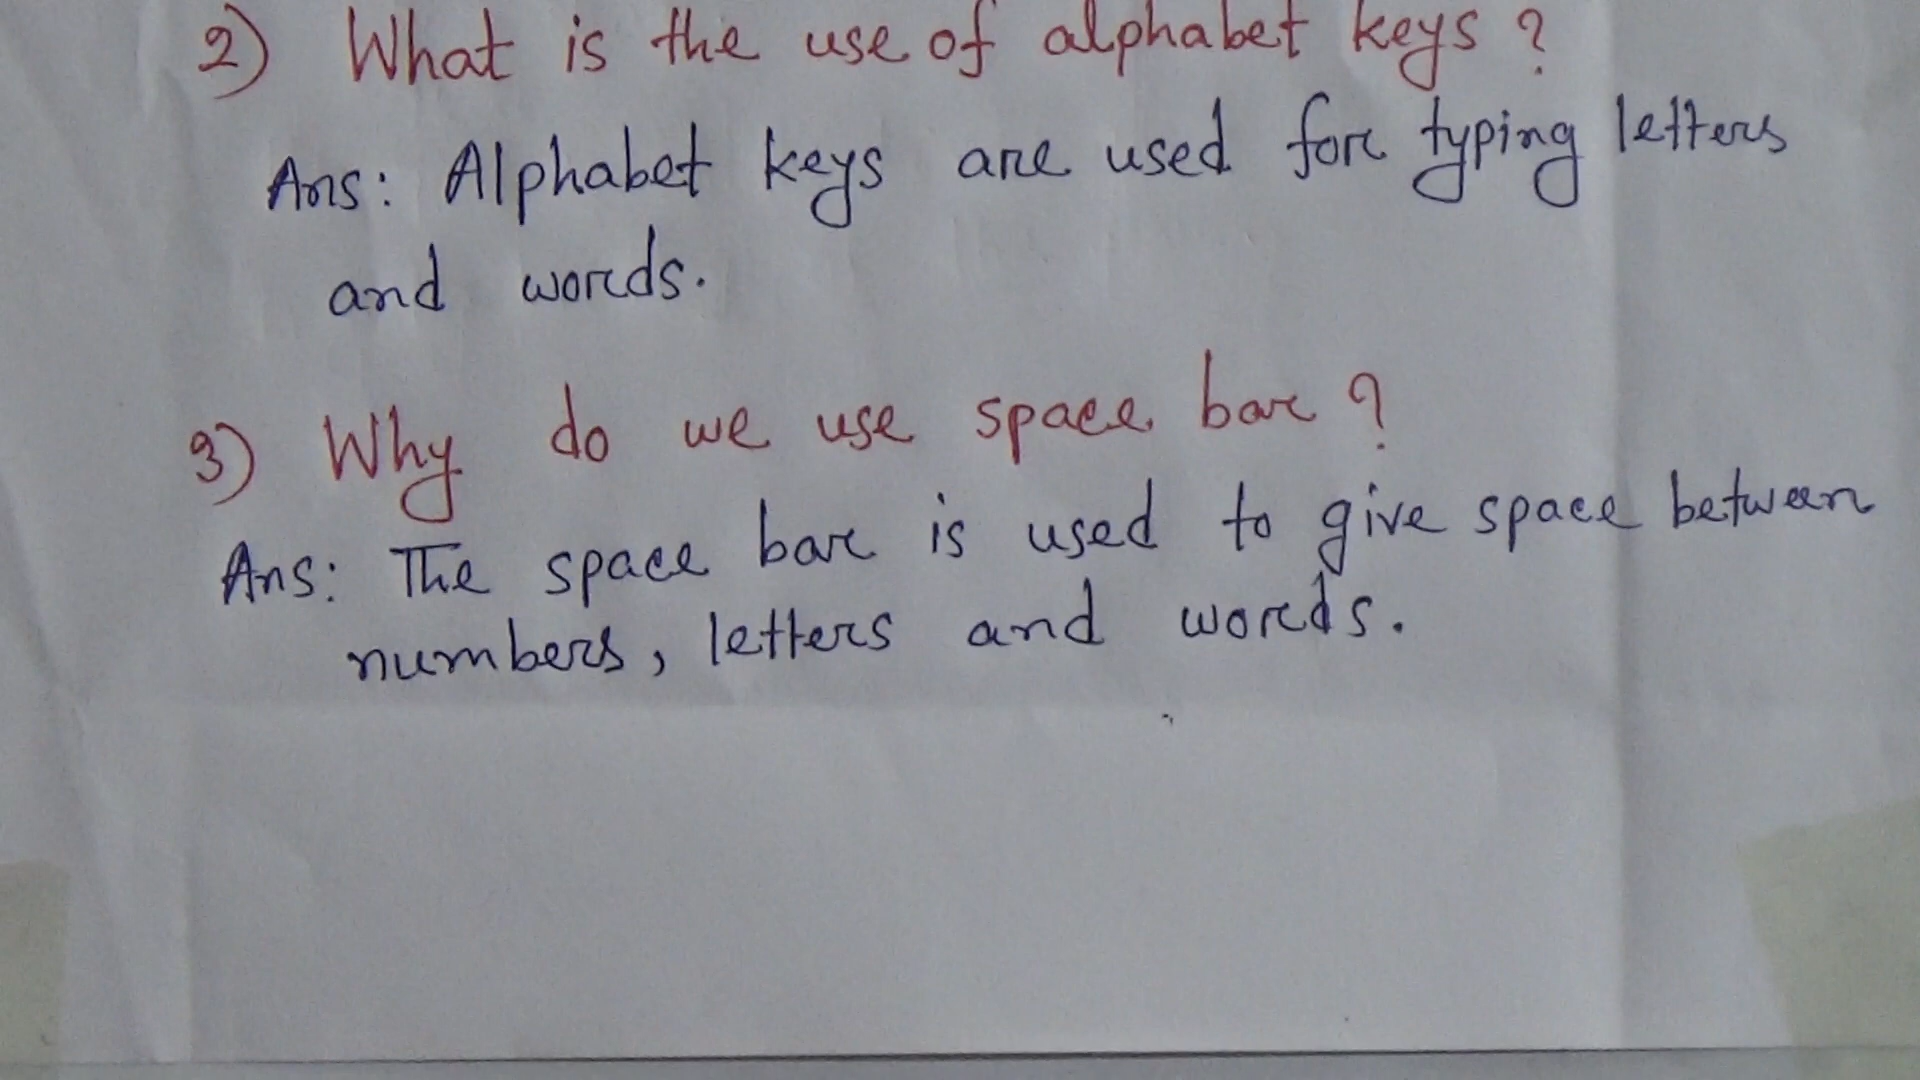 2) What is the use of alphabet keys ?
Ans: Alphabet keys are used for typing letters
and words.
3) Why do we use space bar ?
Ans: The space bar is used to give space between
numbers, letters and words.